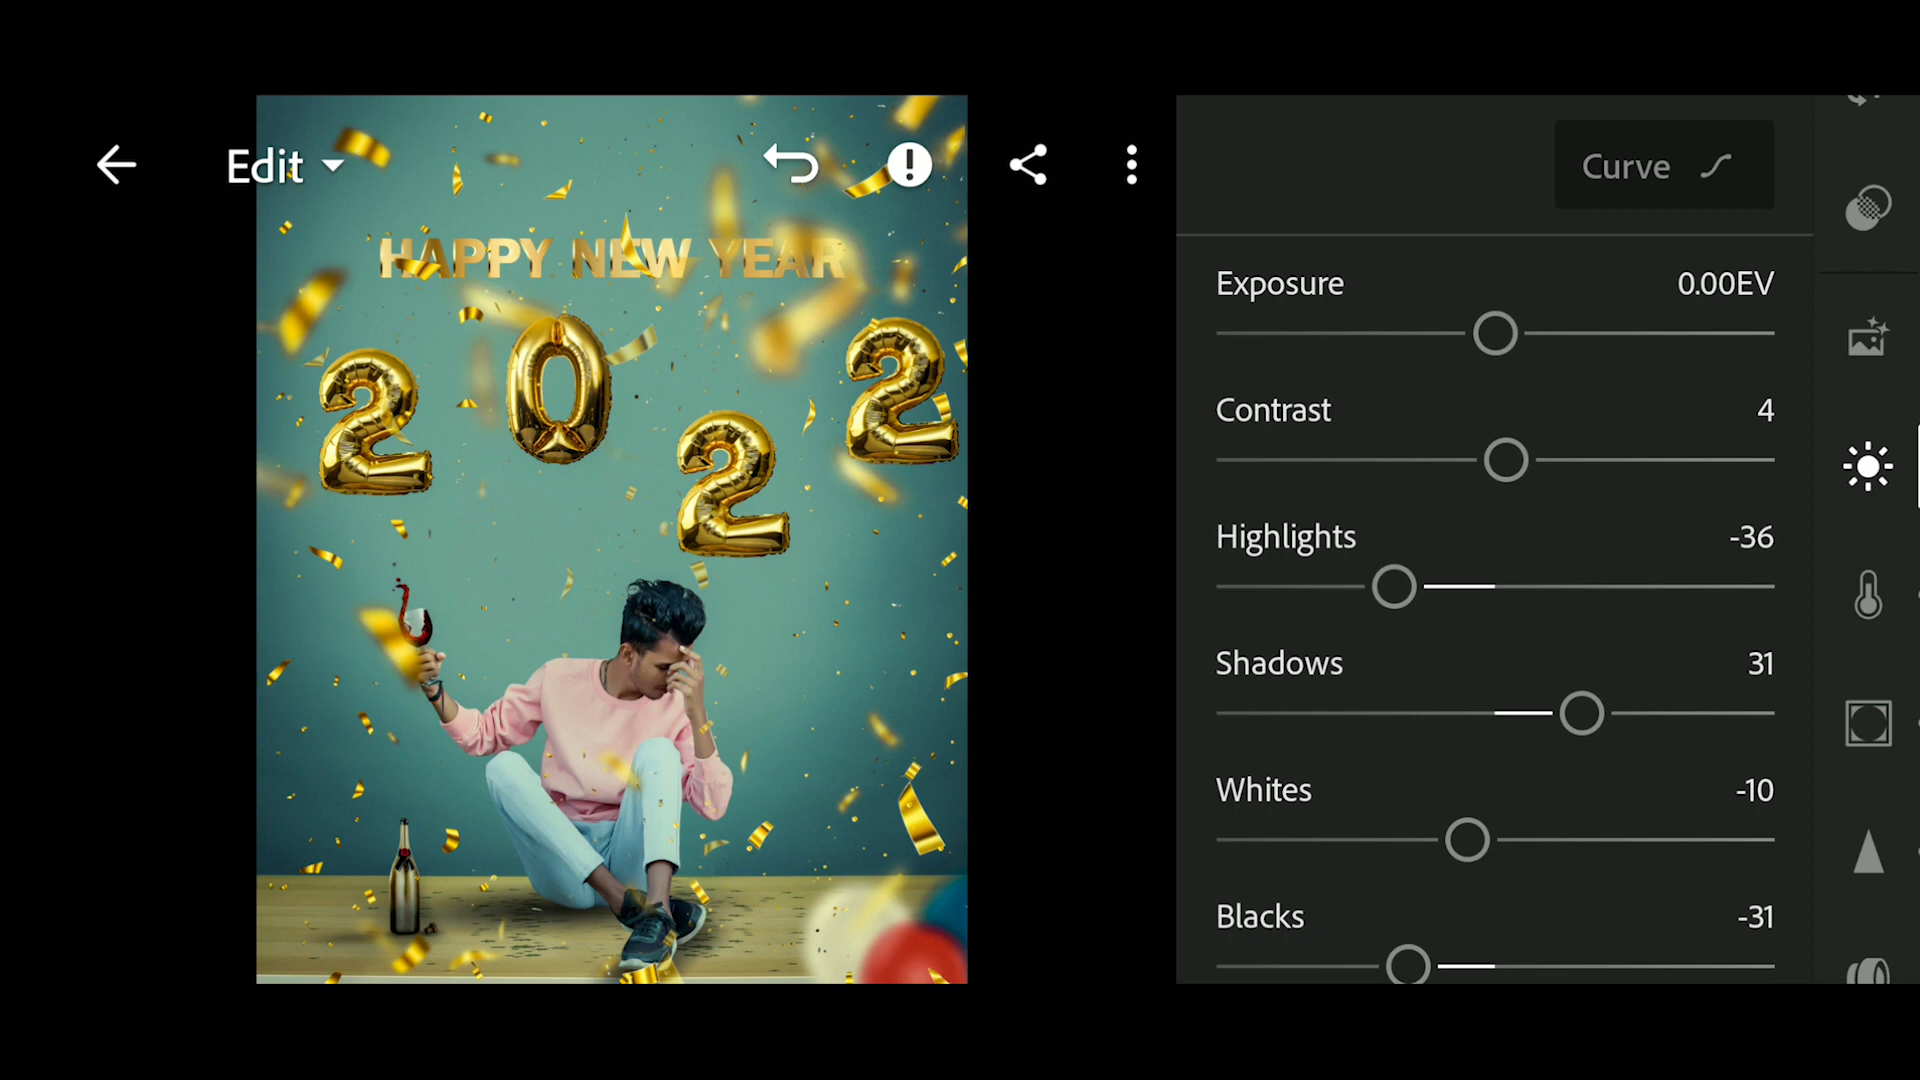 Edit
Curve
HAPPY NEW YEAR
2022
Exposure 0.00EV
Contrast 4
Highlights -36
Shadows 31
Whites -10
Blacks -31